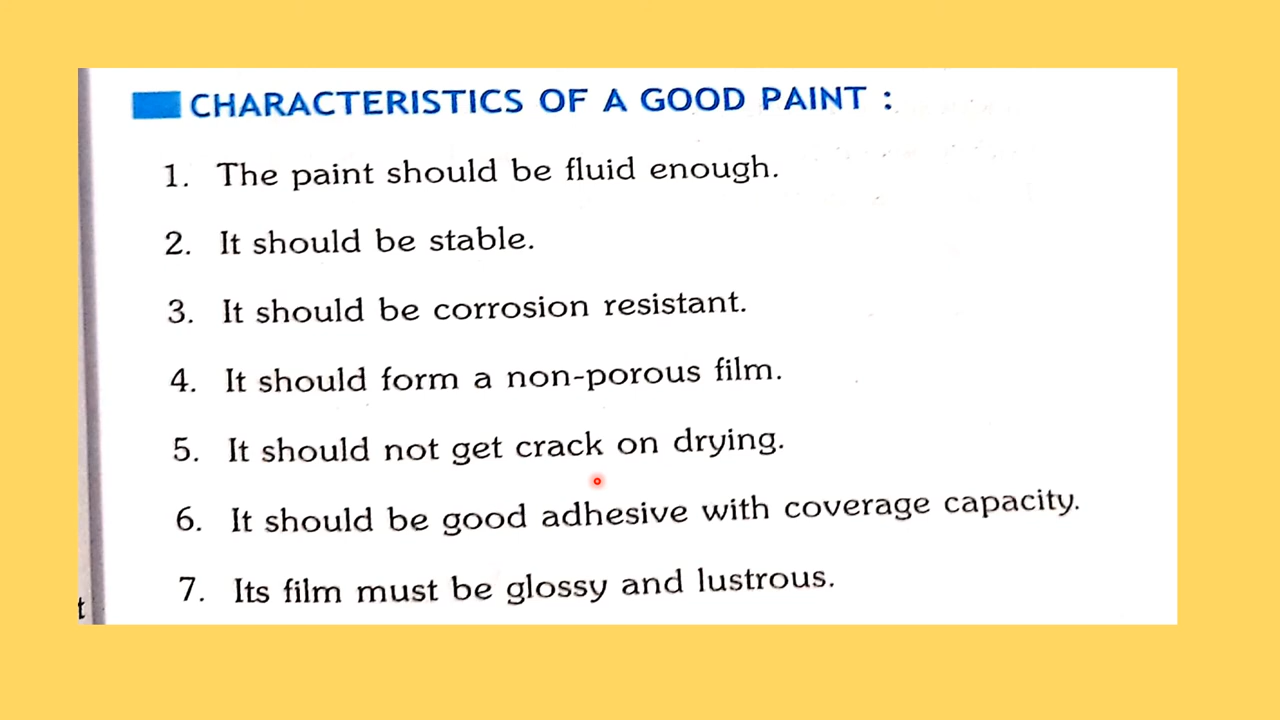 CHARACTERISTICS OF A GOOD PAINT :
1. The paint should be fluid enough.
2. It should be stable.
3. It should be corrosion resistant.
4. It should form a non-porous film.
5. It should not get crack on drying.
6. It should be good adhesive with coverage capacity.
7. Its film must be glossy and lustrous.
t